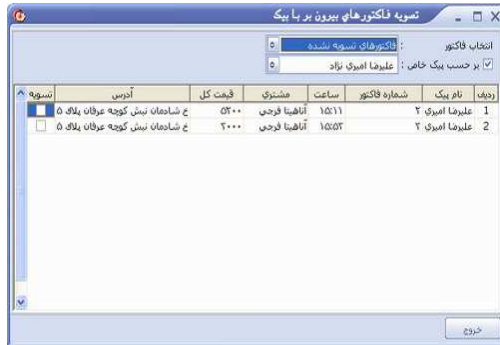 تسویه فاکتورهای بیرون بر با پیک
انتخاب فاکتور : فاکتورهای تسویه نشده
بر حسب پیک خاص : علیرضا امیری نژاد
ردیف نام پیک شماره فاکتور ساعت مشتری قیمت کل آدرس تسویه
1 علیرضا امیری ۲ ۱۵:۱۱ آناهیتا فرجی ۵۲۰۰ خ شادمان نبش کوچه عرفان پلاک ۵
2 علیرضا امیری ۲ ۱۵:۵۲ آناهیتا فرجی ۲۰۰۰ خ شادمان نبش کوچه عرفان پلاک ۵
خروج